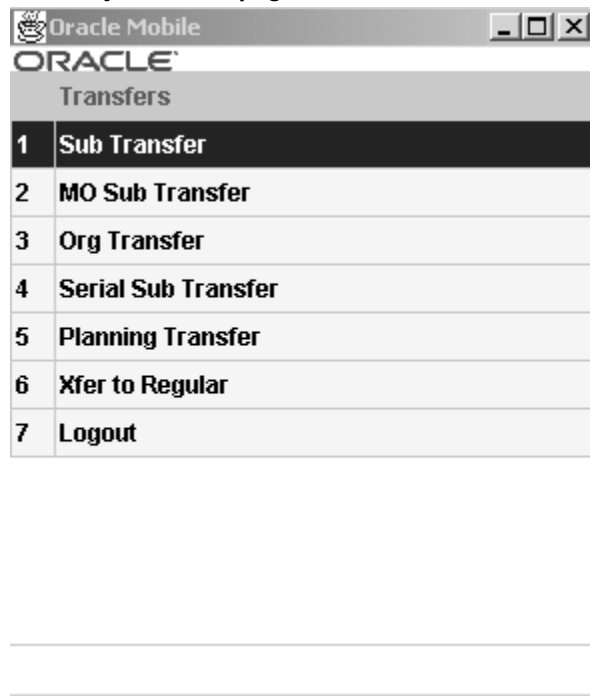 Oracle Mobile
ORACLE
Transfers
1 Sub Transfer
2 MO Sub Transfer
3 Org Transfer
4 Serial Sub Transfer
5 Planning Transfer
6 Xfer to Regular
7 Logout